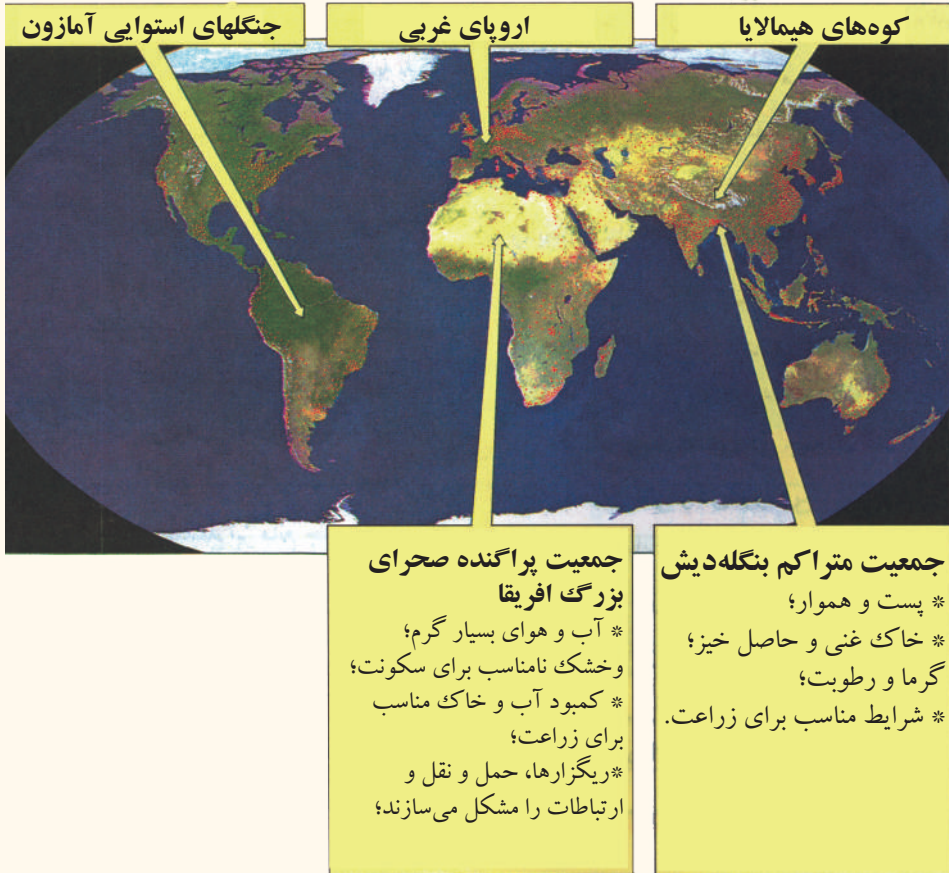 کوه‌های هیمالایا
اروپای غربی
جنگلهای استوایی آمازون
جمعیت متراکم بنگله‌دیش
* پست و هموار؛
* خاک غنی و حاصل خیز؛
گرما و رطوبت؛
* شرایط مناسب برای زراعت.
جمعیت پراگنده صحرای
بزرگ افریقا
* آب و هوای بسیار گرم؛
وخشک نامناسب برای سکونت؛
* کمبود آب و خاک مناسب
برای زراعت؛
*ریگزارها، حمل و نقل و
ارتباطات را مشکل می‌سازند؛